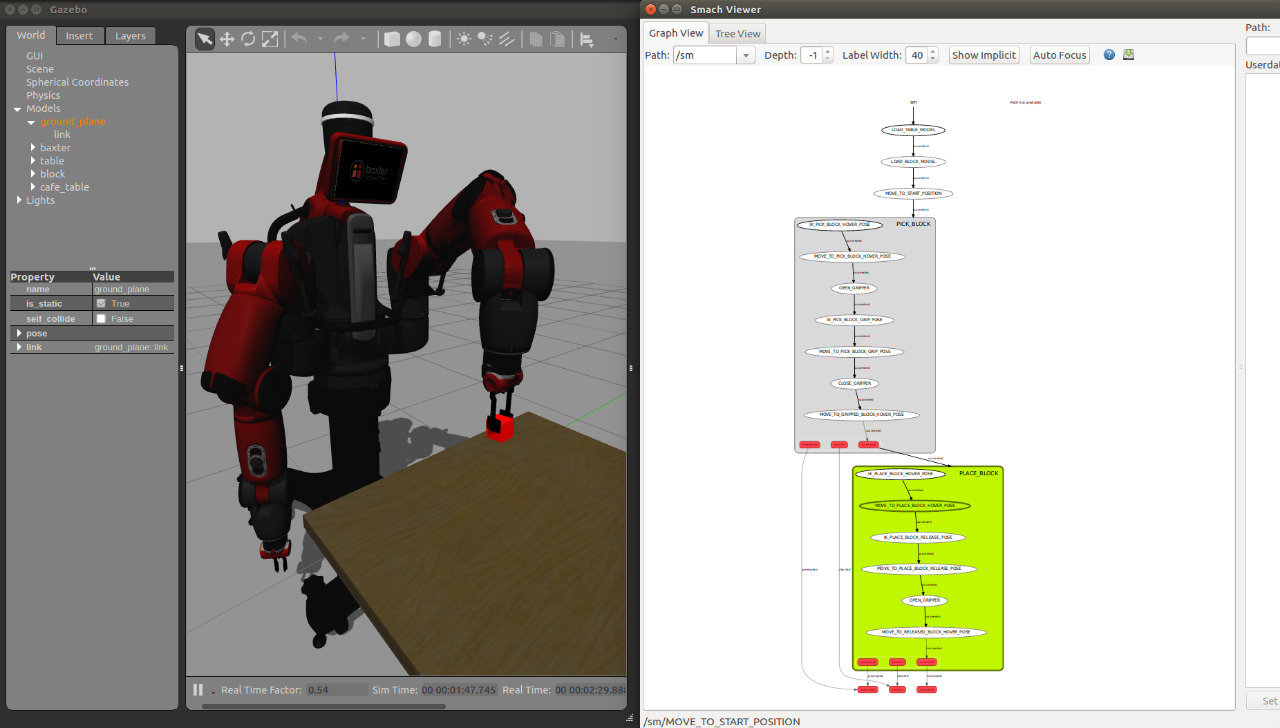 Gazebo
World Insert Layers
GUI
Scene
Spherical Coordinates
Physics
Models
ground_plane
link
baxter
table
block
cafe_table
Lights
Property Value
name ground_plane
is_static True
self_collide False
pose
link ground_plane::link
baxter
Real Time Factor: 0.54 Sim Time: 00 00:01:47.745 Real Time: 00 00:02:29.88
Smach Viewer
Graph View Tree View
Path: /sm Depth: -1 Label Width: 40 Show Implicit Auto Focus
Path:
Userdat
Path not available
LOAD_TABLE_MODEL
LOAD_BLOCK_MODEL
MOVE_TO_START_POSITION
PICK_BLOCK
IK_PICK_BLOCK_HOVER_POSE
MOVE_TO_PICK_BLOCK_HOVER_POSE
OPEN_GRIPPER
IK_PICK_BLOCK_GRIP_POSE
MOVE_TO_PICK_BLOCK_GRIP_POSE
CLOSE_GRIPPER
MOVE_TO_GRIPPED_BLOCK_HOVER_POSE
PLACE_BLOCK
IK_PLACE_BLOCK_HOVER_POSE
MOVE_TO_PLACE_BLOCK_HOVER_POSE
IK_PLACE_BLOCK_RELEASE_POSE
MOVE_TO_PLACE_BLOCK_RELEASE_POSE
OPEN_GRIPPER
MOVE_TO_RELEASED_BLOCK_HOVER_POSE
Set
/sm/MOVE_TO_START_POSITION